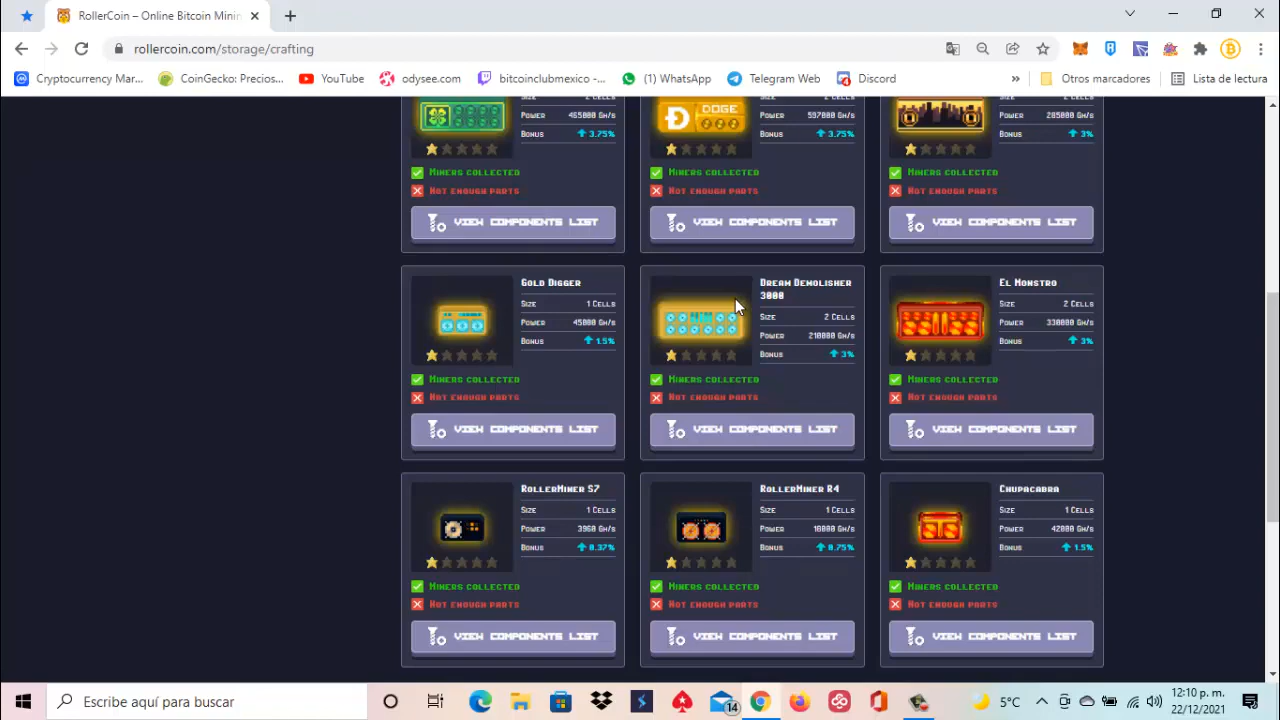 RollerCoin – Online Bitcoin Minin
rollercoin.com/storage/crafting
Cryptocurrency Mar...
CoinGecko: Precios...
YouTube
odysee.com
bitcoinclubmexico -...
(1) WhatsApp
Telegram Web
Discord
»
Otros marcadores
Lista de lectura
Size 2 Cells
Power 465000 Gh/s
Bonus 3.75%
Miners collected
Not enough parts
View components list
DOGE
Size 2 Cells
Power 597000 Gh/s
Bonus 3.75%
Miners collected
Not enough parts
View components list
Size 2 Cells
Power 285000 Gh/s
Bonus 3%
Miners collected
Not enough parts
View components list
Gold Digger
Size 1 Cells
Power 45000 Gh/s
Bonus 1.5%
Miners collected
Not enough parts
View components list
Dream Demolisher
3000
Size 2 Cells
Power 210000 Gh/s
Bonus 3%
Miners collected
Not enough parts
View components list
El Monstro
Size 2 Cells
Power 330000 Gh/s
Bonus 3%
Miners collected
Not enough parts
View components list
RollerMiner S7
Size 1 Cells
Power 3960 Gh/s
Bonus 0.37%
Miners collected
Not enough parts
View components list
RollerMiner R4
Size 1 Cells
Power 10000 Gh/s
Bonus 0.75%
Miners collected
Not enough parts
View components list
Chupacabra
Size 1 Cells
Power 42000 Gh/s
Bonus 1.5%
Miners collected
Not enough parts
View components list
Escribe aquí para buscar
14
5°C
12:10 p. m.
22/12/2021